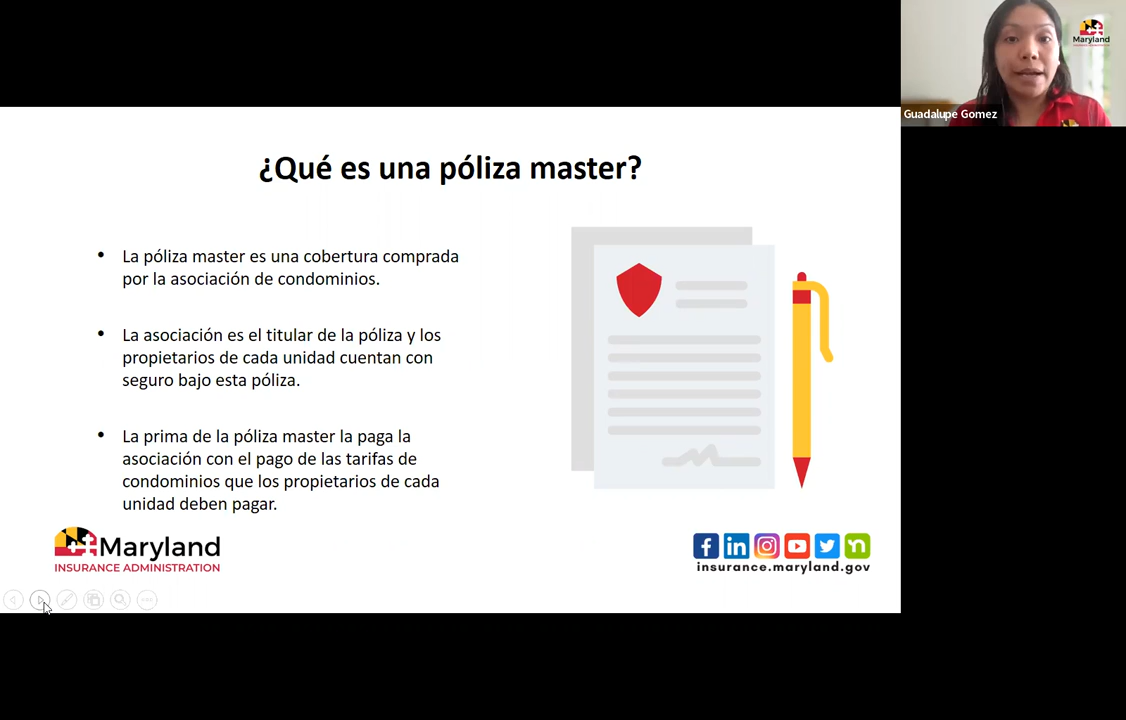 Maryland
INSURANCE ADMINISTRATION
Guadalupe Gomez
¿Qué es una póliza master?
• La póliza master es una cobertura comprada
por la asociación de condominios.
• La asociación es el titular de la póliza y los
propietarios de cada unidad cuentan con
seguro bajo esta póliza.
• La prima de la póliza master la paga la
asociación con el pago de las tarifas de
condominios que los propietarios de cada
unidad deben pagar.
Maryland
INSURANCE ADMINISTRATION
insurance.maryland.gov